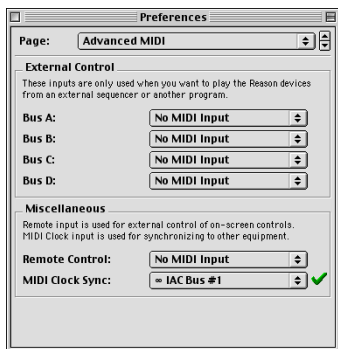 Preferences
Page: Advanced MIDI
External Control
These inputs are only used when you want to play the Reason devices
from an external sequencer or another program.
Bus A: No MIDI Input
Bus B: No MIDI Input
Bus C: No MIDI Input
Bus D: No MIDI Input
Miscellaneous
Remote input is used for external control of on-screen controls.
MIDI Clock input is used for synchronizing to other equipment.
Remote Control: No MIDI Input
MIDI Clock Sync: ∞ IAC Bus #1